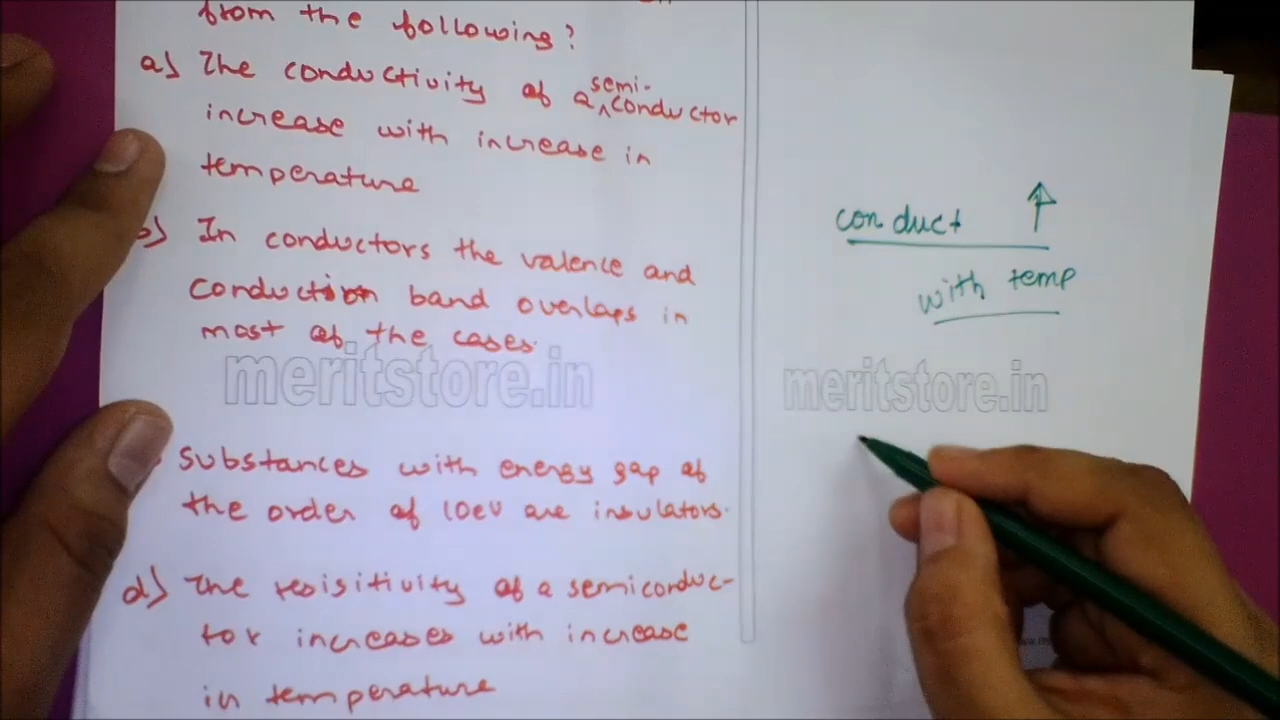 from the following?
a) The conductivity of a semi-
conductor
increase with increase in
temperature
b) In conductors the valence and
conduction band overlaps in
most of the cases.
meritstore.in
substances with energy gap of
the order of 10eV are insulators.
d) The resisitivity of a semiconduc-
tor increases with increase
in temperature
conduct ↑
with temp
meritstore.in